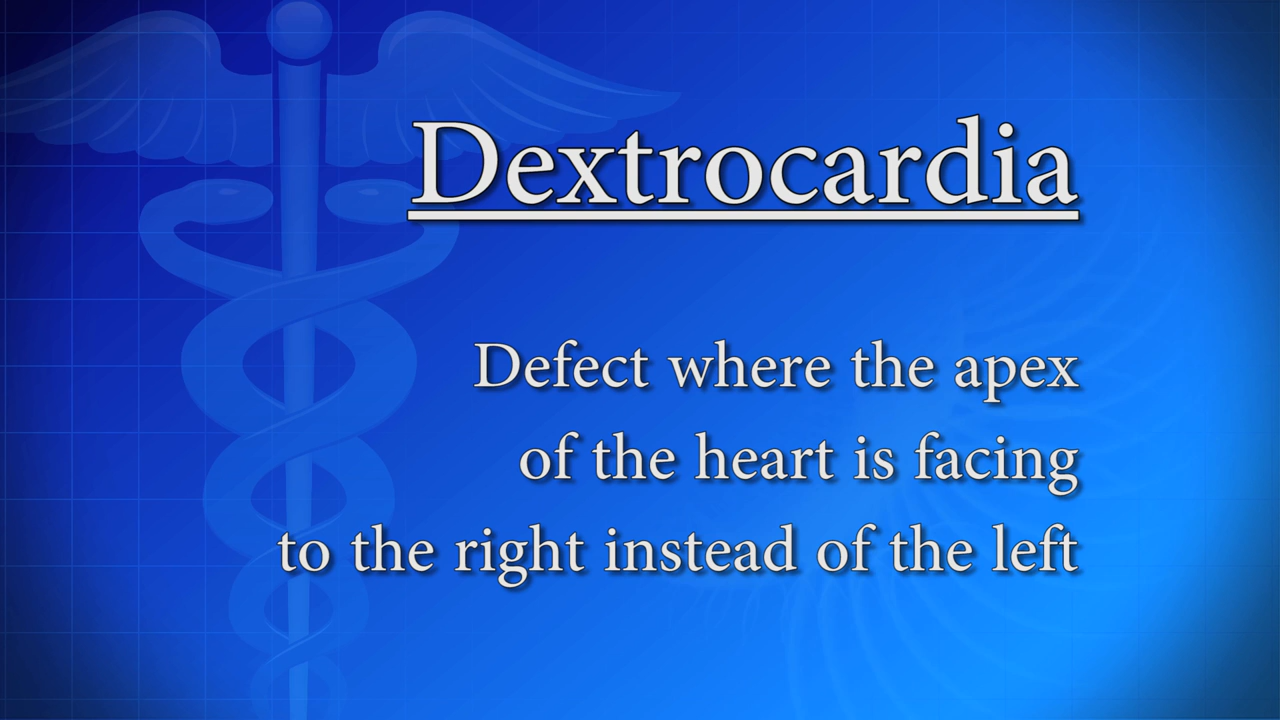 Dextrocardia
Defect where the apex
of the heart is facing
to the right instead of the left